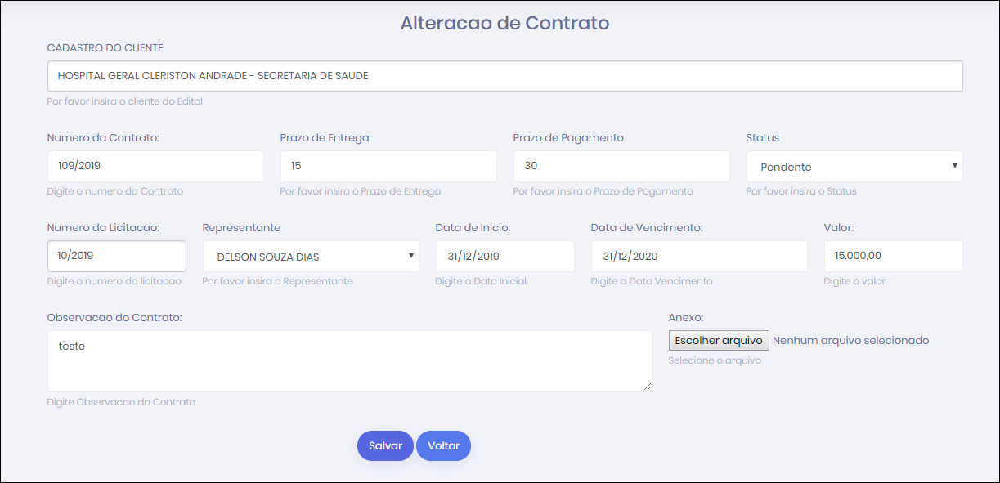 Alteracao de Contrato
CADASTRO DO CLIENTE
HOSPITAL GERAL CLERISTON ANDRADE - SECRETARIA DE SAUDE
Por favor insira o cliente do Edital
Numero da Contrato: Prazo de Entrega Prazo de Pagamento Status
109/2019 15 30 Pendente
Digite o numero da Contrato Por favor insira o Prazo de Entrega Por favor insira o Prazo de Pagamento Por favor insira o Status
Numero da Licitacao: Representante Data de Inicio: Data de Vencimento: Valor:
10/2019 DELSON SOUZA DIAS 31/12/2019 31/12/2020 15.000,00
Digite o numero da licitacao Por favor insira o Representante Digite a Data Inicial Digite a Data Vencimento Digite o valor
Observacao do Contrato: Anexo:
teste Escolher arquivo Nenhum arquivo selecionado
Selecione o arquivo
Digite Observacao do Contrato
Salvar Voltar